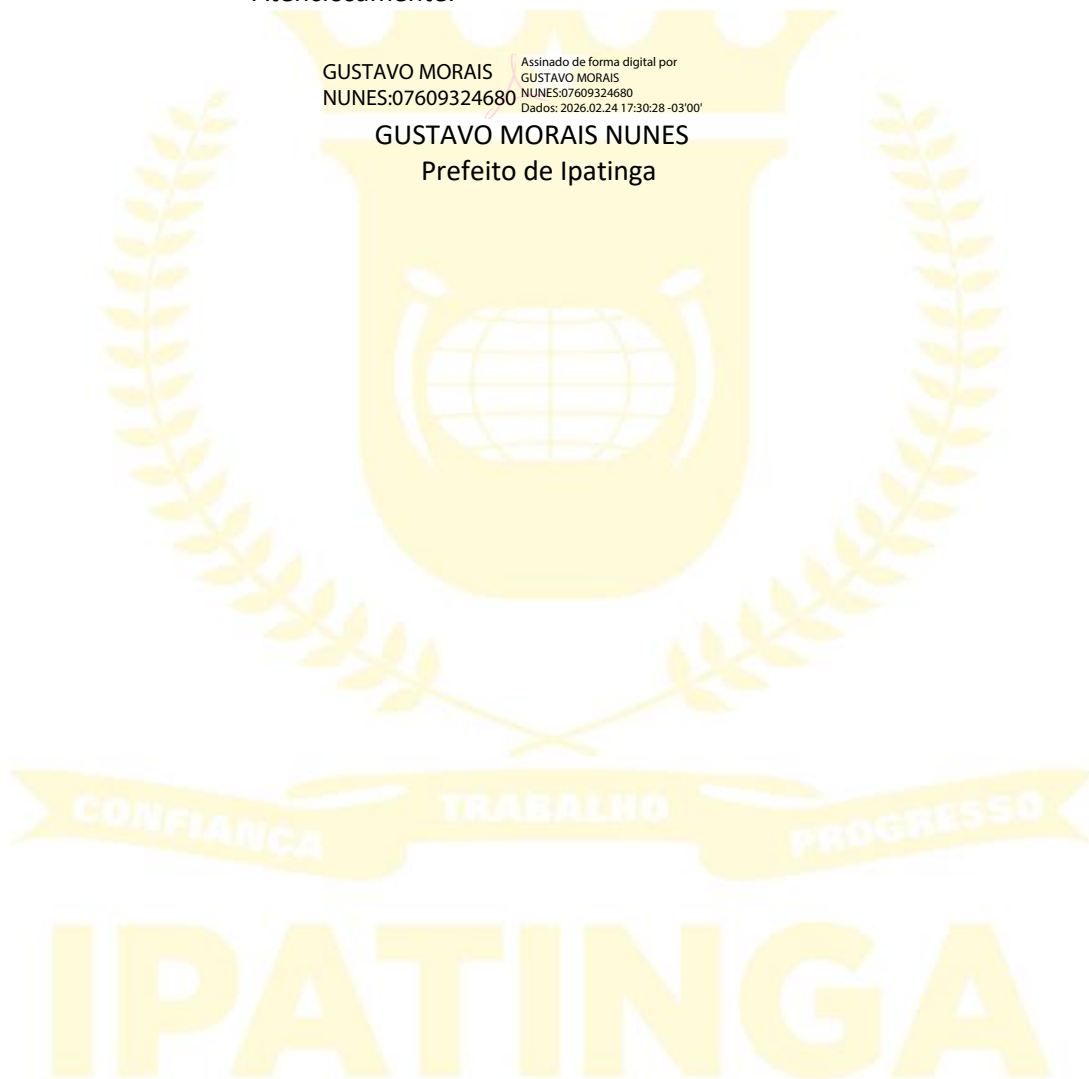 Atenciosamente.
GUSTAVO MORAIS
NUNES:07609324680
Assinado de forma digital por
GUSTAVO MORAIS
NUNES:07609324680
Dados: 2026.02.24 17:30:28 -03'00'
GUSTAVO MORAIS NUNES
Prefeito de Ipatinga
CONFIANÇA
TRABALHO
PROGRESSO
IPATINGA